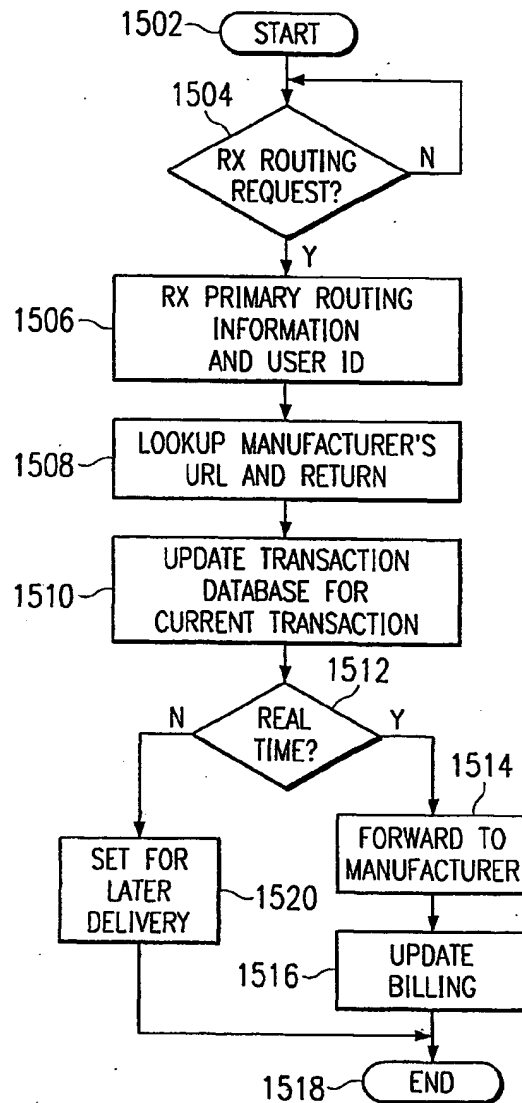 1502
START
1504
RX ROUTING
REQUEST?
N
Y
1506
RX PRIMARY ROUTING
INFORMATION
AND USER ID
1508
LOOKUP MANUFACTURER'S
URL AND RETURN
1510
UPDATE TRANSACTION
DATABASE FOR
CURRENT TRANSACTION
1512
N
REAL
TIME?
Y
1514
FORWARD TO
MANUFACTURER
SET FOR
LATER
DELIVERY
1520
1516
UPDATE
BILLING
1518
END